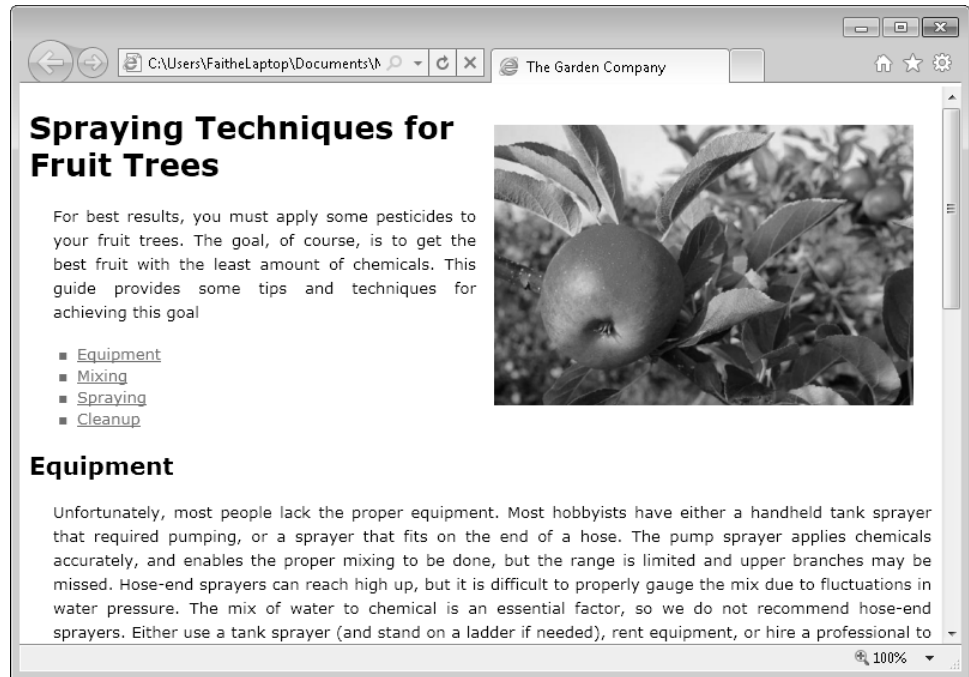 C:\Users\FaitheLaptop\Documents\
The Garden Company
Spraying Techniques for
Fruit Trees
For best results, you must apply some pesticides to
your fruit trees. The goal, of course, is to get the
best fruit with the least amount of chemicals. This
guide provides some tips and techniques for
achieving this goal
Equipment
Mixing
Spraying
Cleanup
Equipment
Unfortunately, most people lack the proper equipment. Most hobbyists have either a handheld tank sprayer
that required pumping, or a sprayer that fits on the end of a hose. The pump sprayer applies chemicals
accurately, and enables the proper mixing to be done, but the range is limited and upper branches may be
missed. Hose-end sprayers can reach high up, but it is difficult to properly gauge the mix due to fluctuations in
water pressure. The mix of water to chemical is an essential factor, so we do not recommend hose-end
sprayers. Either use a tank sprayer (and stand on a ladder if needed), rent equipment, or hire a professional to
100%